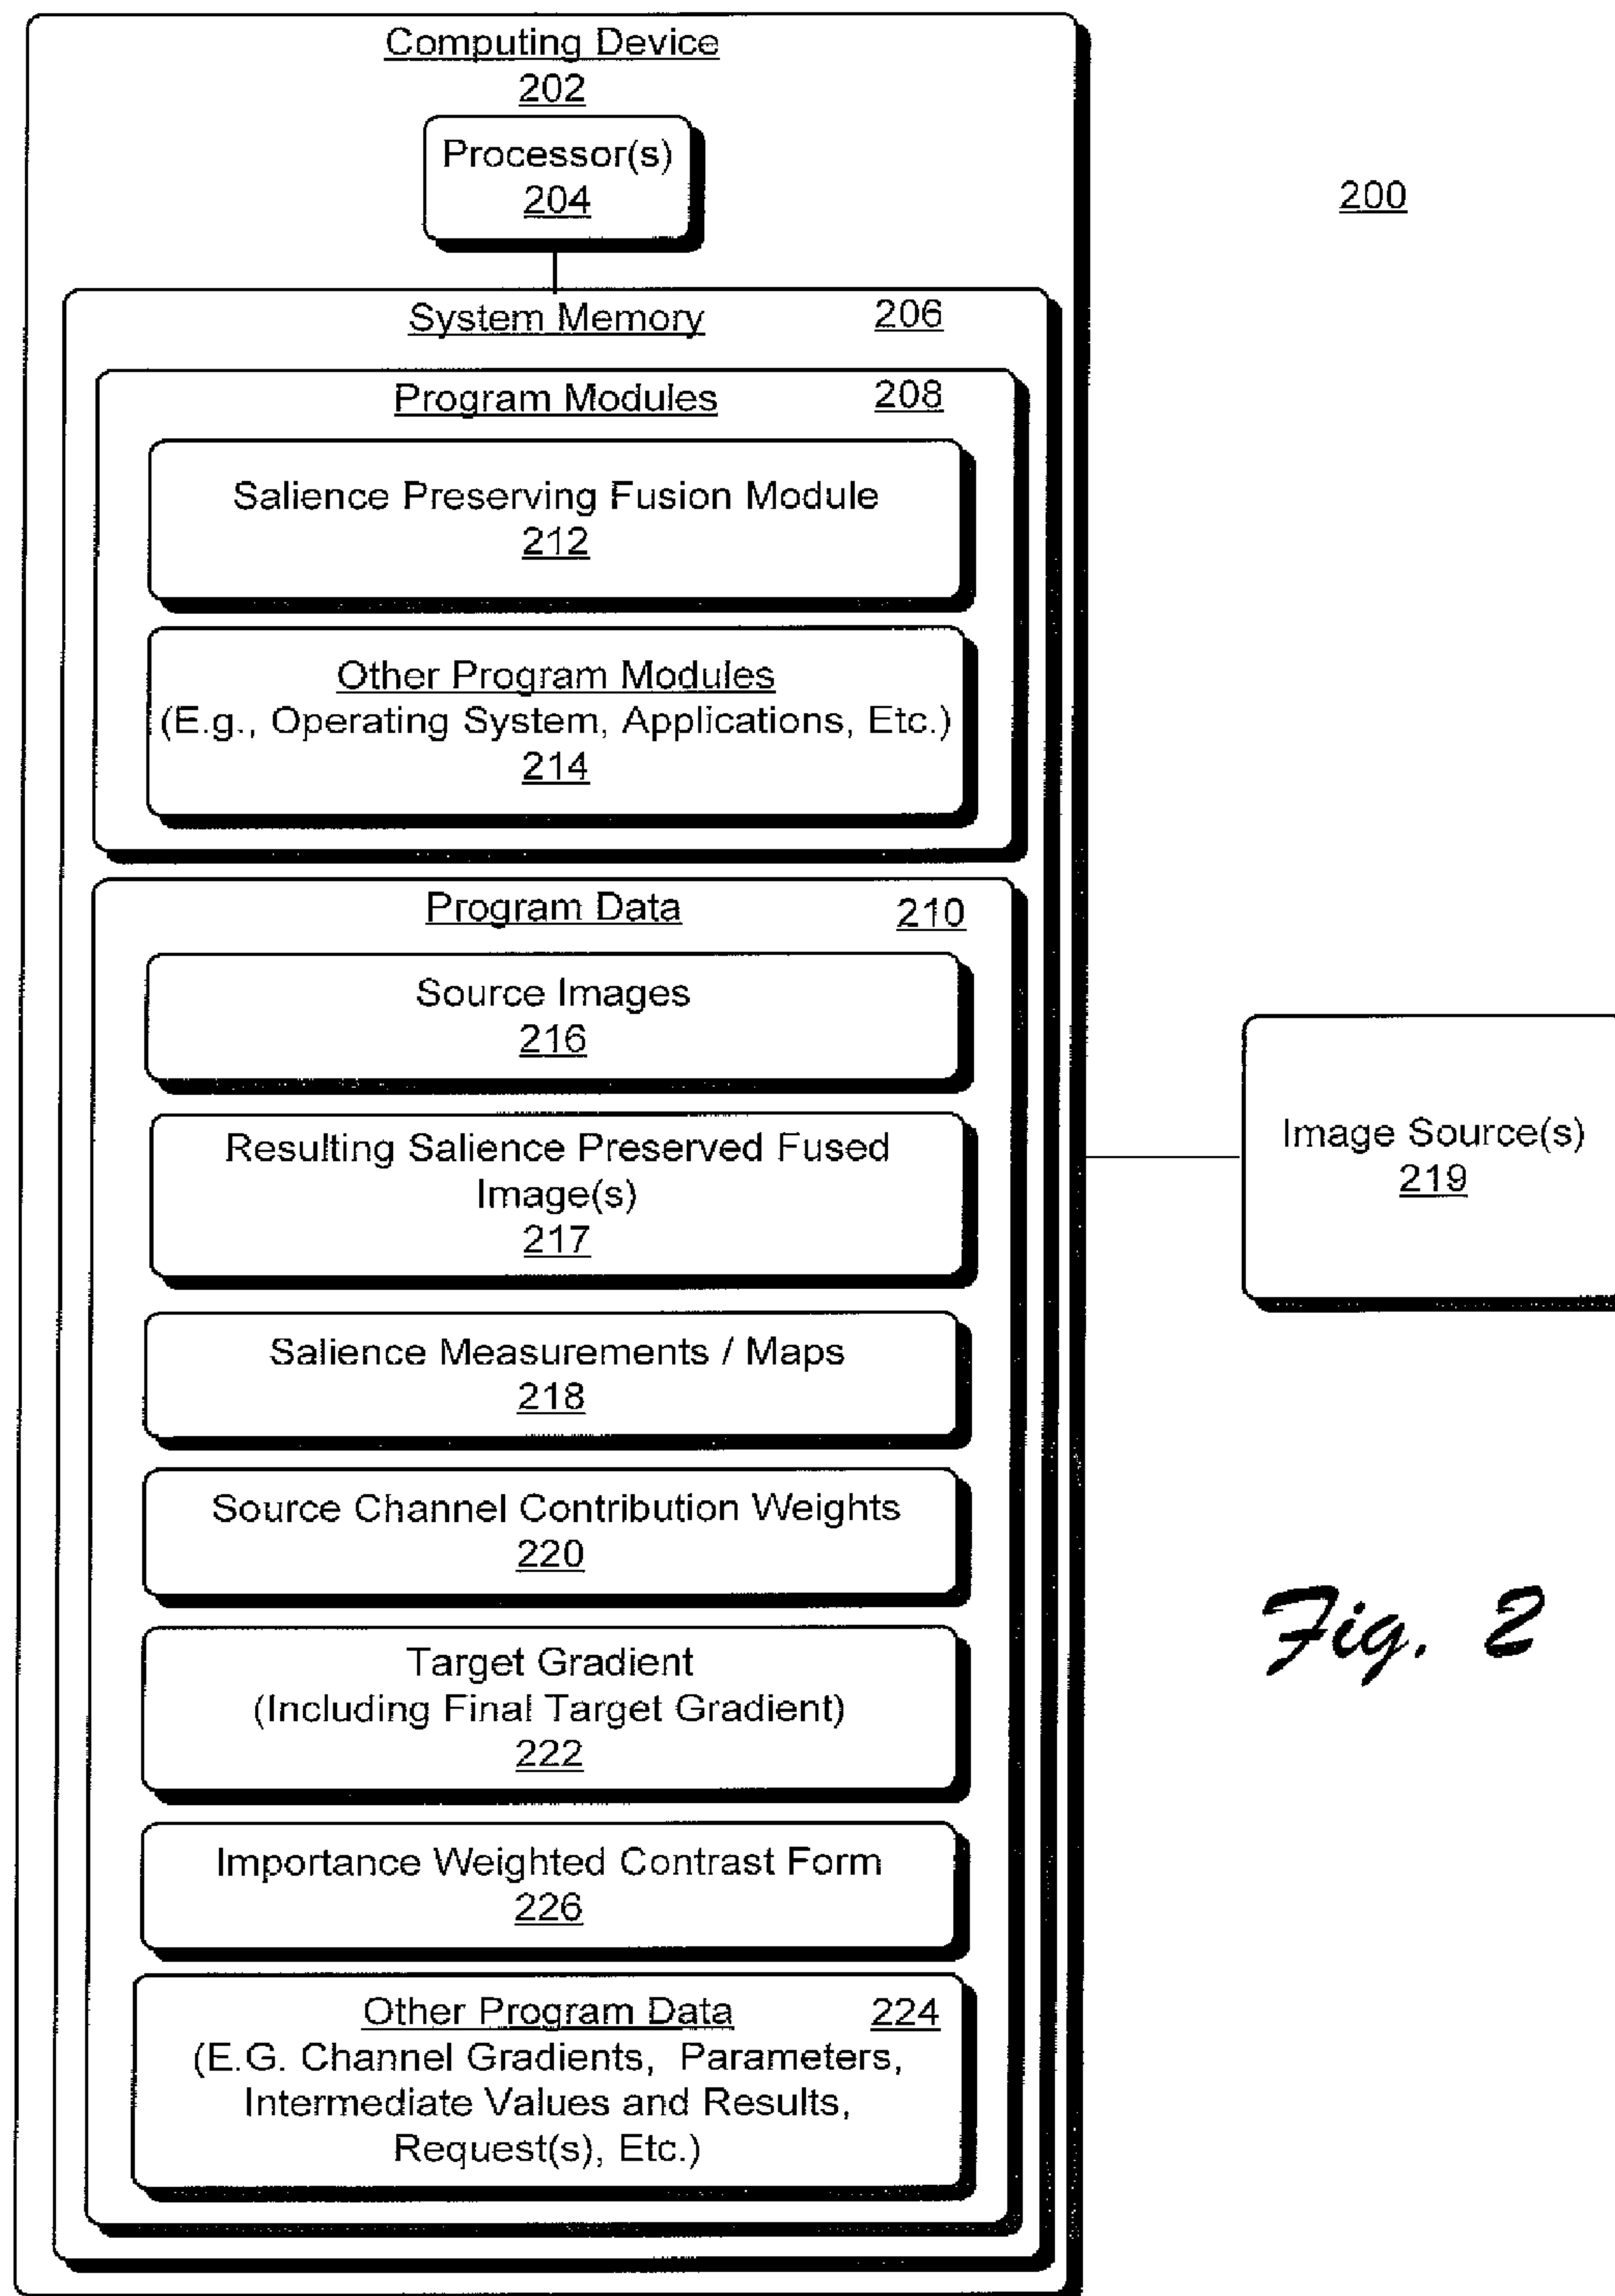 Computing Device
202
Processor(s)
204
200
System Memory 206
Program Modules 208
Salience Preserving Fusion Module
212
Other Program Modules
(E.g., Operating System, Applications, Etc.)
214
Program Data 210
Source Images
216
Resulting Salience Preserved Fused
Image(s)
217
Salience Measurements / Maps
218
Source Channel Contribution Weights
220
Target Gradient
(Including Final Target Gradient)
222
Importance Weighted Contrast Form
226
Other Program Data 224
(E.G. Channel Gradients, Parameters,
Intermediate Values and Results,
Request(s), Etc.)
Image Source(s)
219
Fig. 2